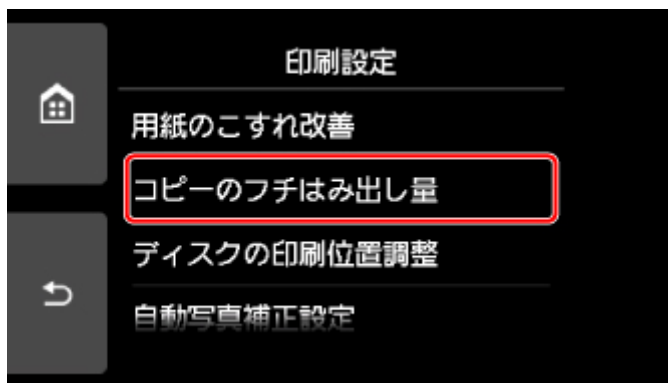 印刷設定
用紙のこすれ改善
コピーのフチはみ出し量
ディスクの印刷位置調整
自動写真補正設定